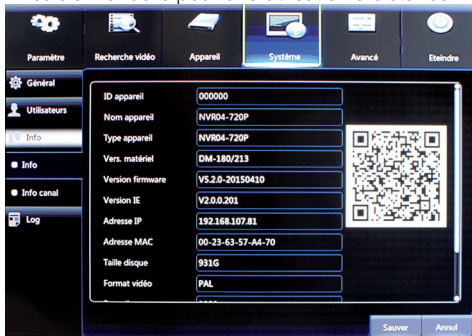 Paramètre
Recherche vidéo
Appareil
Système
Avancé
Eteindre
Général
Utilisateurs
Info
Info
Info canal
Log
ID appareil 000000
Nom appareil NVR04-720P
Type appareil NVR04-720P
Vers. matériel DM-180/213
Version firmware V5.2.0-20150410
Version IE V2.0.0.201
Adresse IP 192.168.107.81
Adresse MAC 00-23-63-57-A4-70
Taille disque 931G
Format vidéo PAL
Sauver
Annul